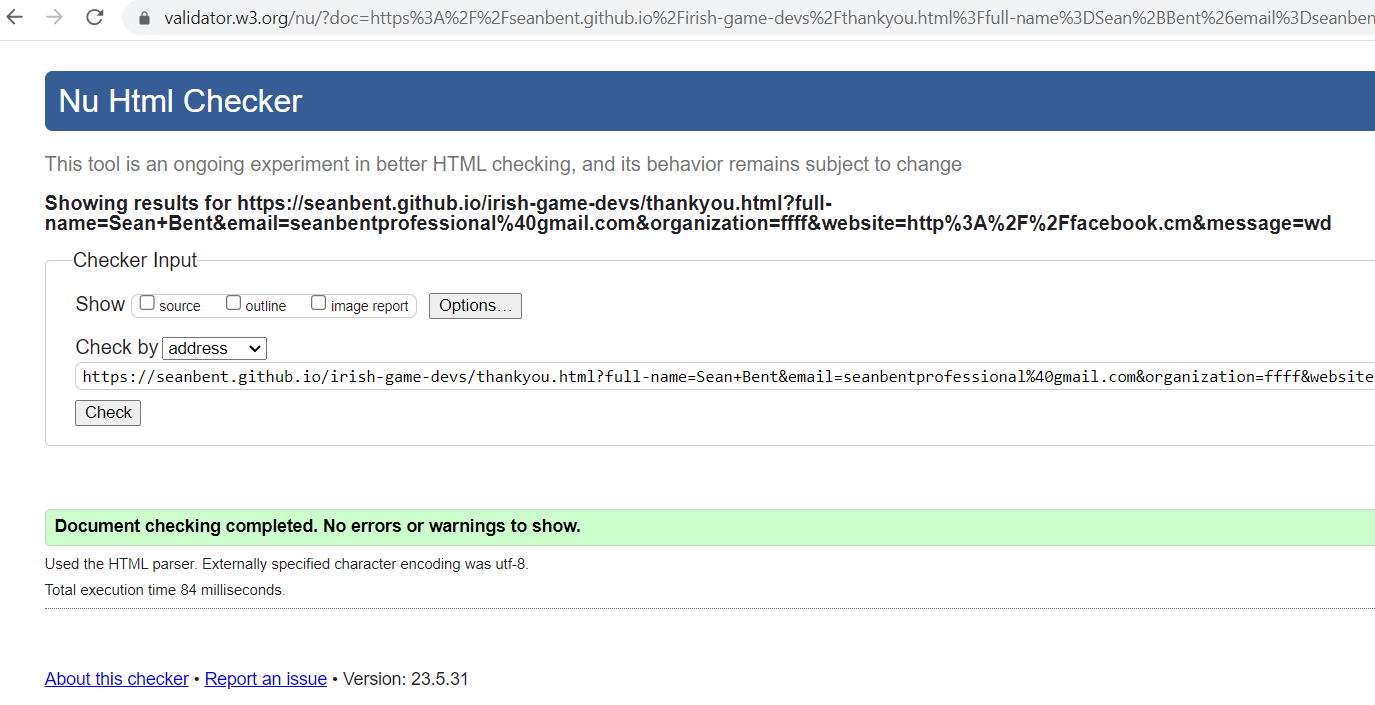 validator.w3.org/nu/?doc=https%3A%2F%2Fseanbent.github.io%2Firish-game-devs%2Fthankyou.html%3Ffull-name%3DSean%2BBent%26email%3Dseanben
Nu Html Checker
This tool is an ongoing experiment in better HTML checking, and its behavior remains subject to change
Showing results for https://seanbent.github.io/irish-game-devs/thankyou.html?full-
name=Sean+Bent&email=seanbentprofessional%40gmail.com&organization=ffff&website=http%3A%2F%2Ffacebook.cm&message=wd
Checker Input
Show source outline image report Options...
Check by address
https://seanbent.github.io/irish-game-devs/thankyou.html?full-name=Sean+Bent&email=seanbentprofessional%40gmail.com&organization=ffff&website
Check
Document checking completed. No errors or warnings to show.
Used the HTML parser. Externally specified character encoding was utf-8.
Total execution time 84 milliseconds.
About this checker • Report an issue • Version: 23.5.31